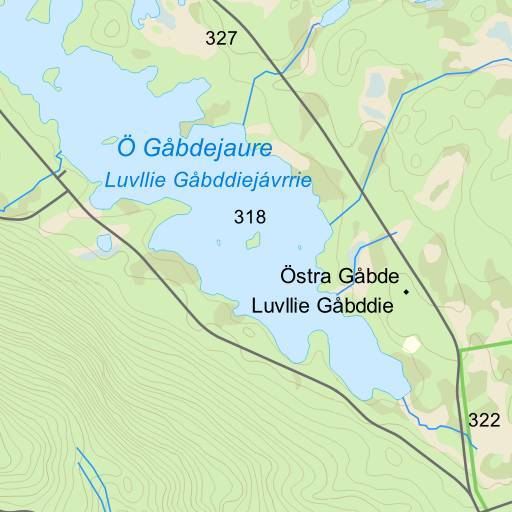 327
Ö Gåbdejaure
Luvllie Gåbddiejávrrie
318
Östra Gåbde
Luvllie Gåbddie
322